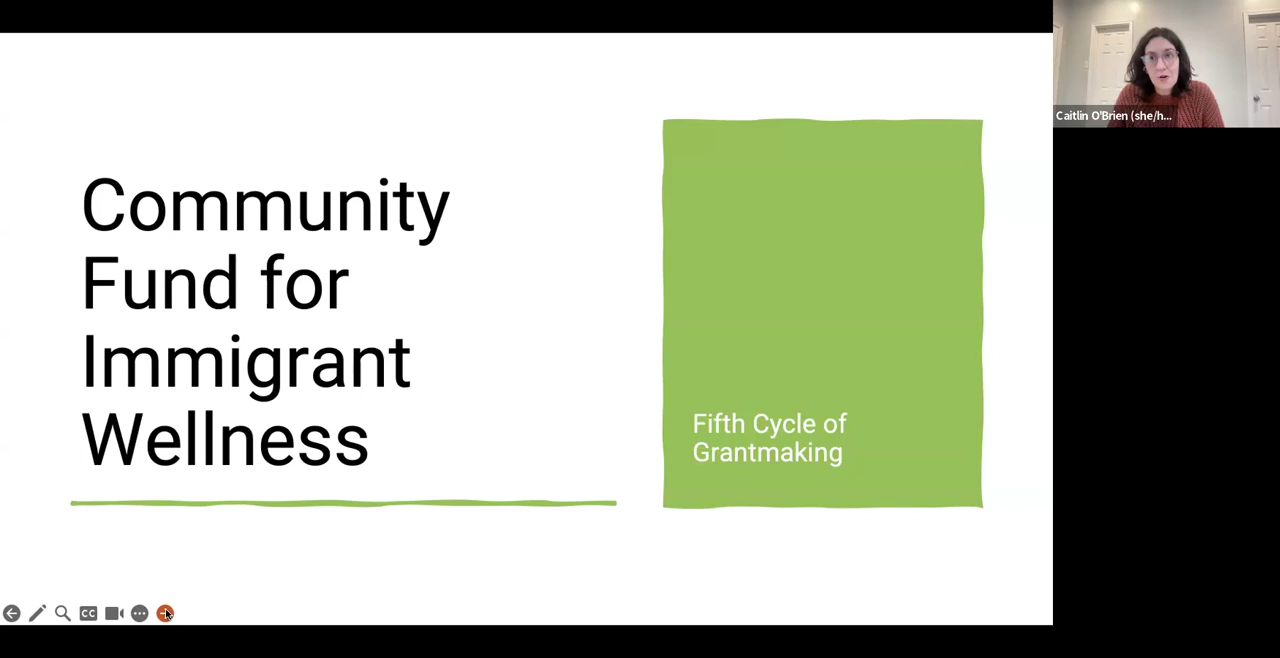 Community
Fund for
Immigrant
Wellness
Fifth Cycle of
Grantmaking
Caitlin O'Brien (she/h...
CC